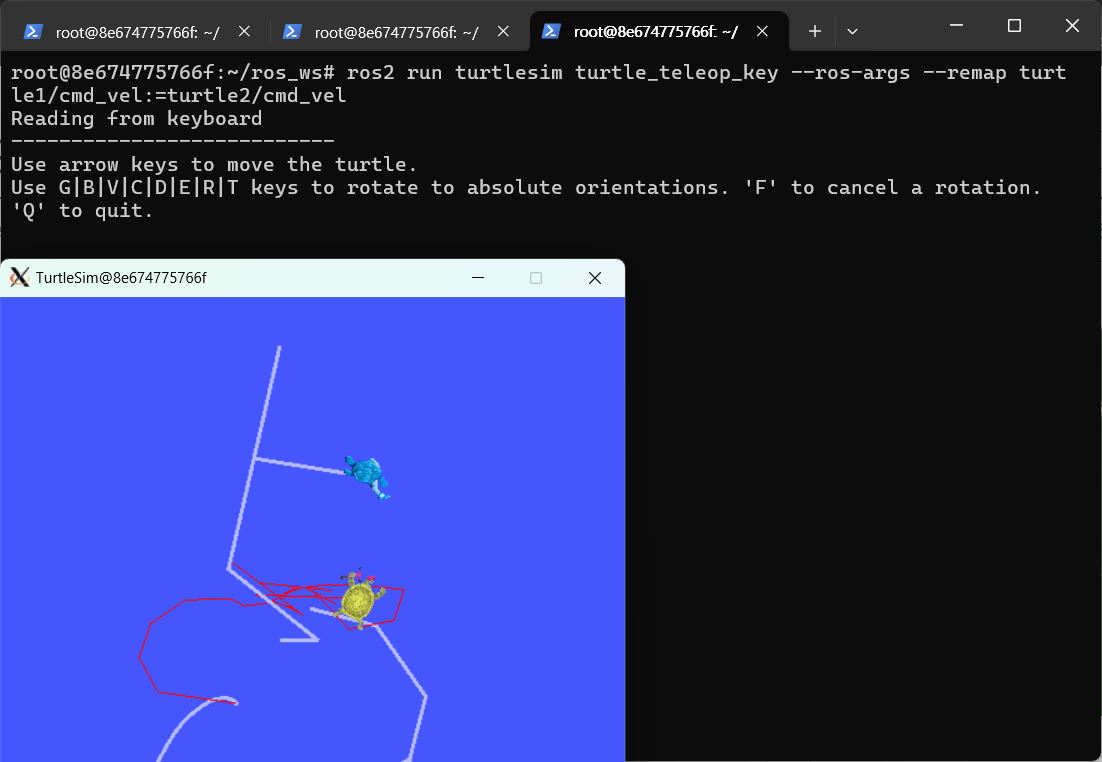 root@8e674775766f: ~/ root@8e674775766f: ~/ root@8e674775766f: ~/
root@8e674775766f:~/ros_ws# ros2 run turtlesim turtle_teleop_key --ros-args --remap turt
le1/cmd_vel:=turtle2/cmd_vel
Reading from keyboard
---------------------------
Use arrow keys to move the turtle.
Use G|B|V|C|D|E|R|T keys to rotate to absolute orientations. 'F' to cancel a rotation.
'Q' to quit.
TurtleSim@8e674775766f